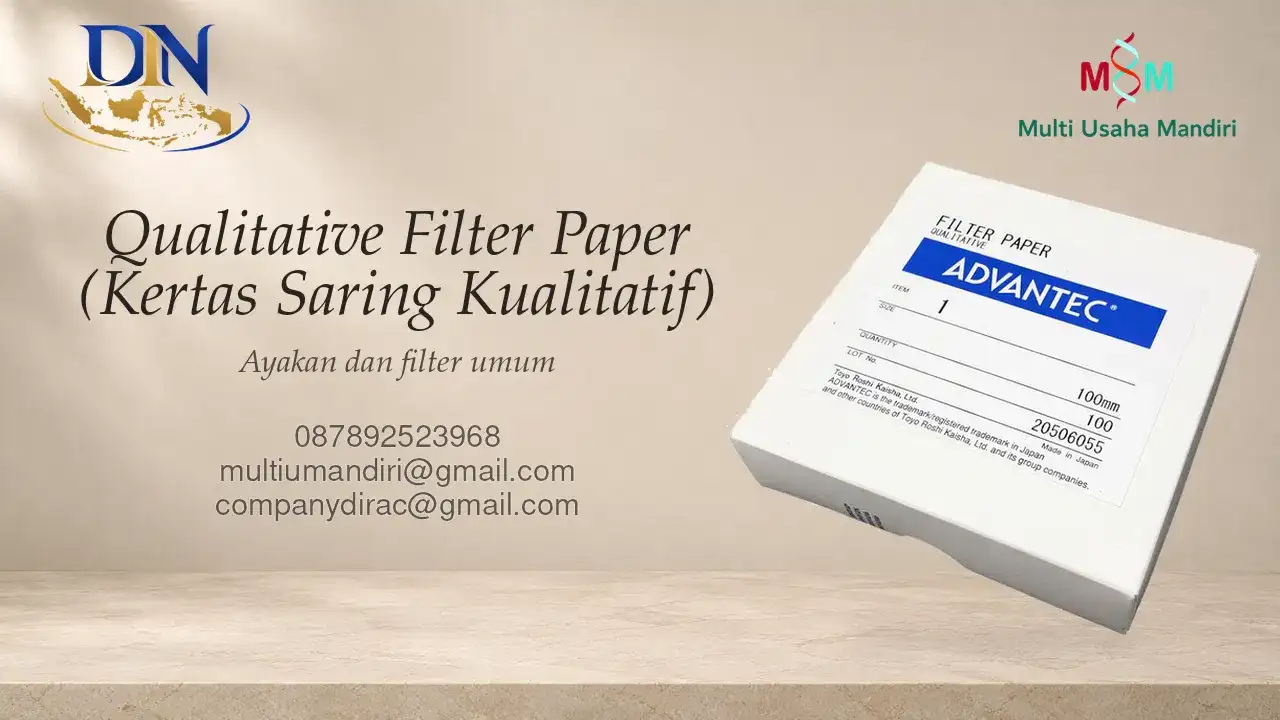 DN
MSM
Multi Usaha Mandiri
Qualitative Filter Paper
(Kertas Saring Kualitatif)
Ayakan dan filter umum
087892523968
multiumandiri@gmail.com
companydirac@gmail.com
FILTER PAPER
QUALITATIVE
ADVANTEC®
ITEM 1
SIZE 100mm
QUANTITY 100
LOT No. 20506055
Made in Japan
Toyo Roshi Kaisha, Ltd.
ADVANTEC is the trademark/registered trademark in Japan
and other countries of Toyo Roshi Kaisha, Ltd. and its group companies.